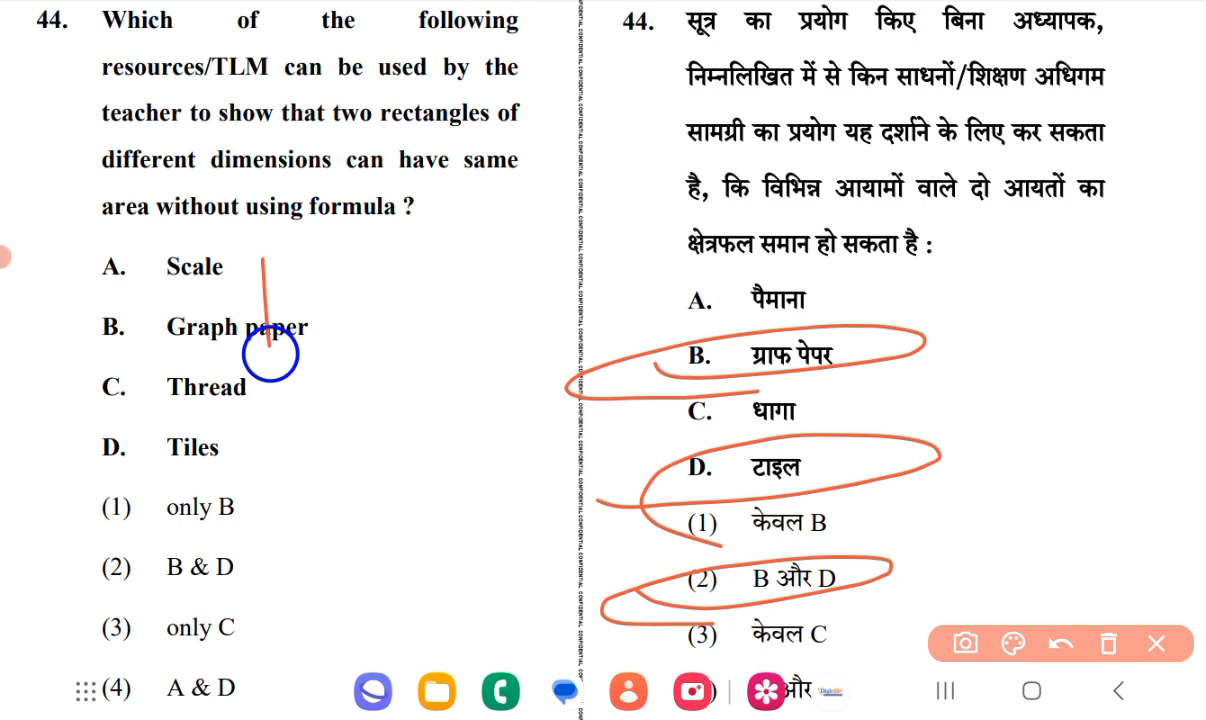 44. Which of the following
resources/TLM can be used by the
teacher to show that two rectangles of
different dimensions can have same
area without using formula ?
A. Scale
B. Graph paper
C. Thread
D. Tiles
(1) only B
(2) B & D
(3) only C
(4) A & D
44. सूत्र का प्रयोग किए बिना अध्यापक,
निम्नलिखित में से किन साधनों/शिक्षण अधिगम
सामग्री का प्रयोग यह दर्शाने के लिए कर सकता
है, कि विभिन्न आयामों वाले दो आयतों का
क्षेत्रफल समान हो सकता है :
A. पैमाना
B. ग्राफ पेपर
C. धागा
D. टाइल
(1) केवल B
(2) B और D
(3) केवल C
) और